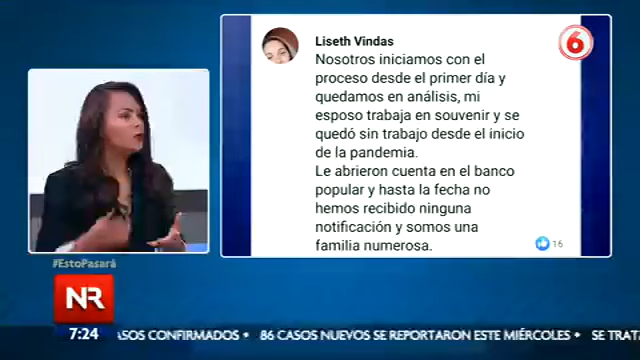 Liseth Vindas
Nosotros iniciamos con el
proceso desde el primer día y
quedamos en análisis, mi
esposo trabaja en souvenir y se
quedó sin trabajo desde el inicio
de la pandemia.
Le abrieron cuenta en el banco
popular y hasta la fecha no
hemos recibido ninguna
notificación y somos una
familia numerosa.
16
6
#EstoPasará
NR
7:24
ASOS CONFIRMADOS • 86 CASOS NUEVOS SE REPORTARON ESTE MIÉRCOLES • SE TRATA